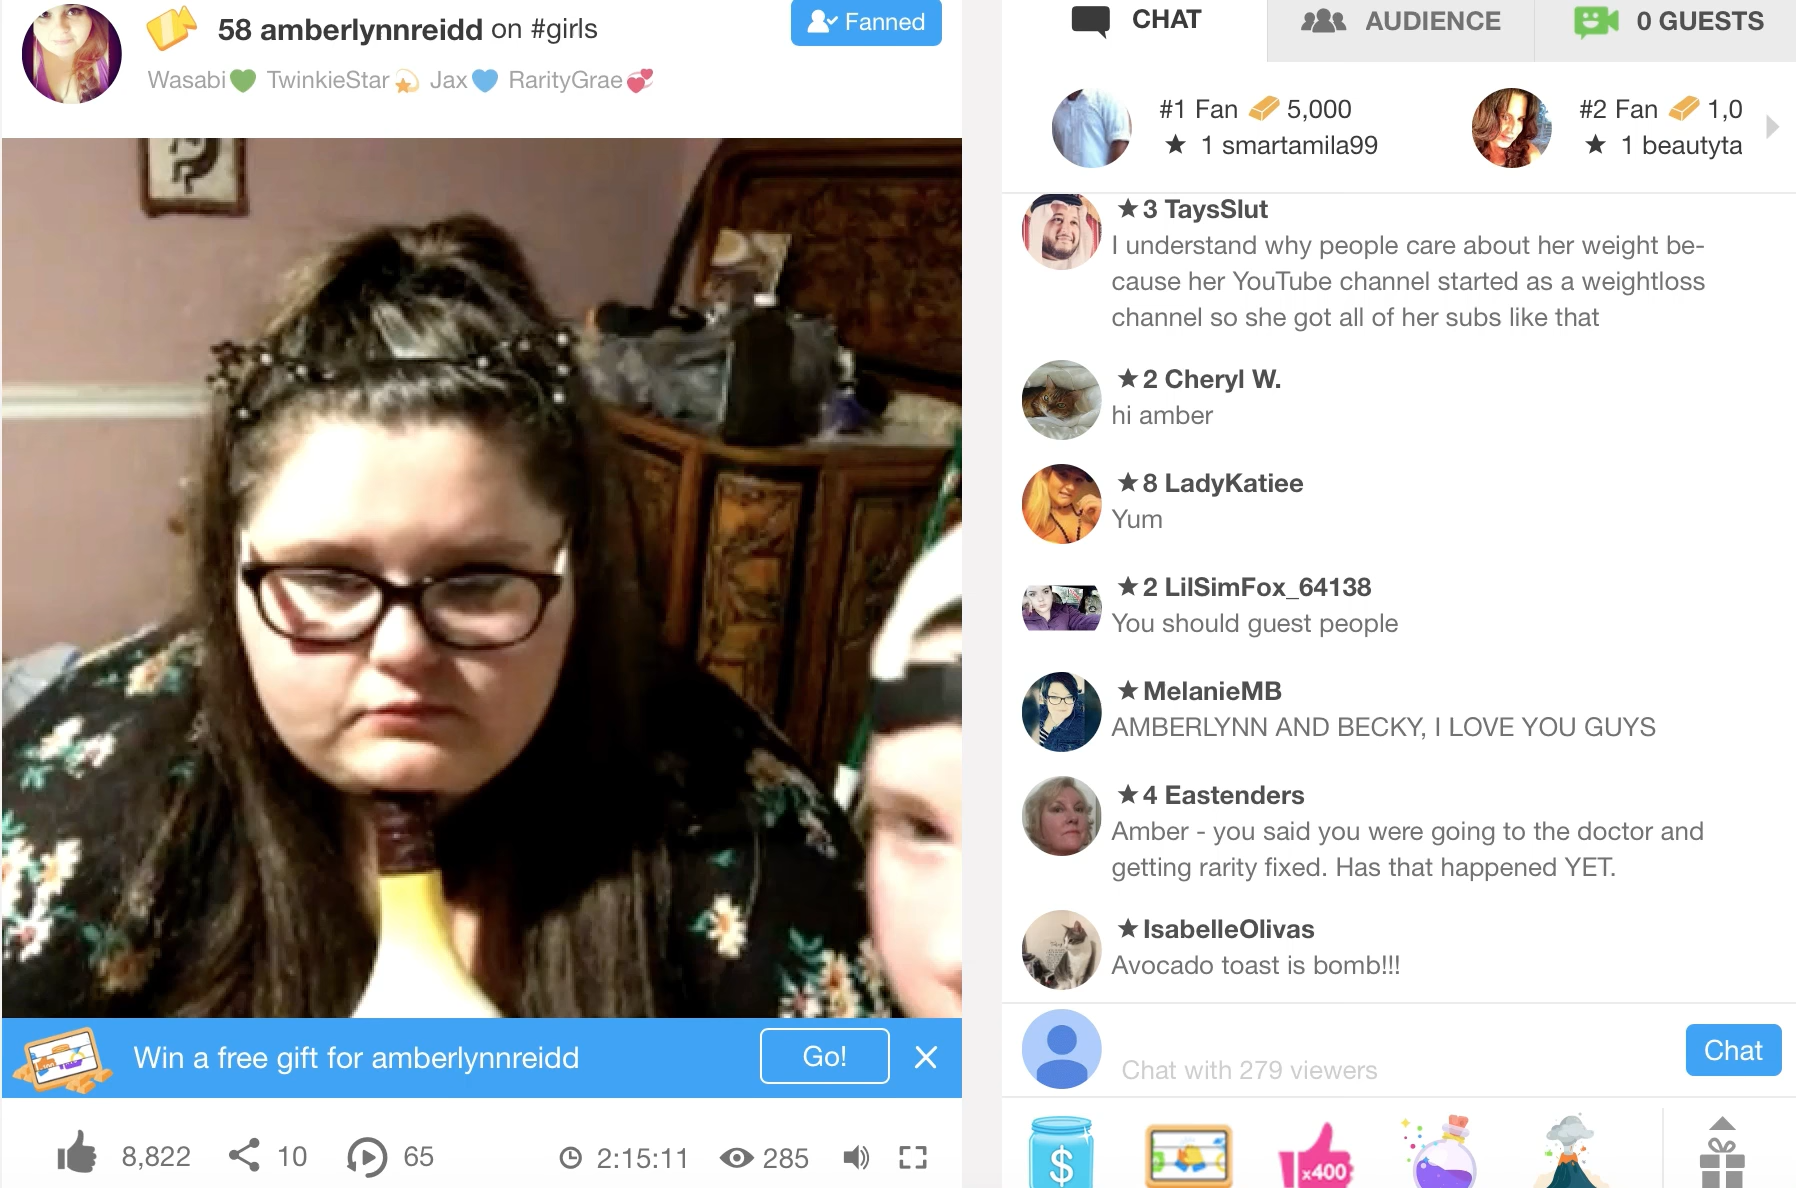 58 amberlynnreidd on #girls
Fanned
Wasabi💚 TwinkieStar💫 Jax💙 RarityGrae💞
Win a free gift for amberlynnreidd
Go!
8,822
10
65
2:15:11
285
CHAT
AUDIENCE
0 GUESTS
#1 Fan 5,000
★ 1 smartamila99
#2 Fan 1,0
★ 1 beautyta
★3 TaysSlut
I understand why people care about her weight be-
cause her YouTube channel started as a weightloss
channel so she got all of her subs like that
★2 Cheryl W.
hi amber
★8 LadyKatiee
Yum
★2 LilSimFox_64138
You should guest people
★MelanieMB
AMBERLYNN AND BECKY, I LOVE YOU GUYS
★4 Eastenders
Amber - you said you were going to the doctor and
getting rarity fixed. Has that happened YET.
★IsabelleOlivas
Avocado toast is bomb!!!
Chat with 279 viewers
Chat
$
x400